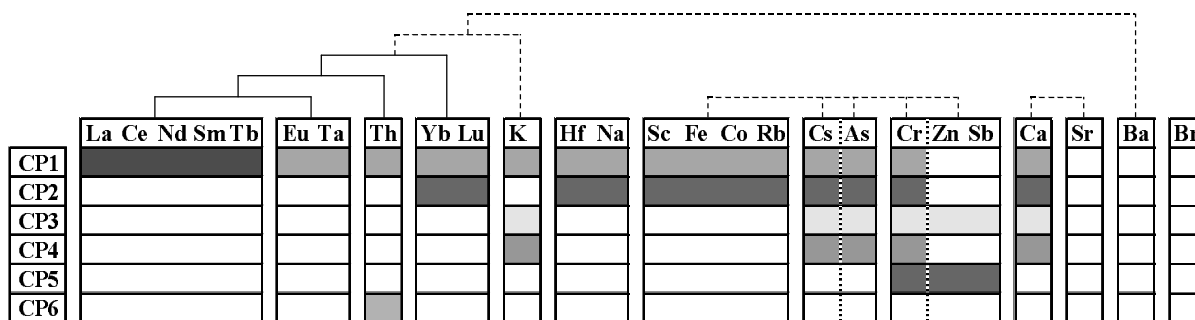 La Ce Nd Sm Tb Eu Ta Th Yb Lu K Hf Na Sc Fe Co Rb Cs As Cr Zn Sb Ca Sr Ba
CP1
CP2
CP3
CP4
CP5
CP6